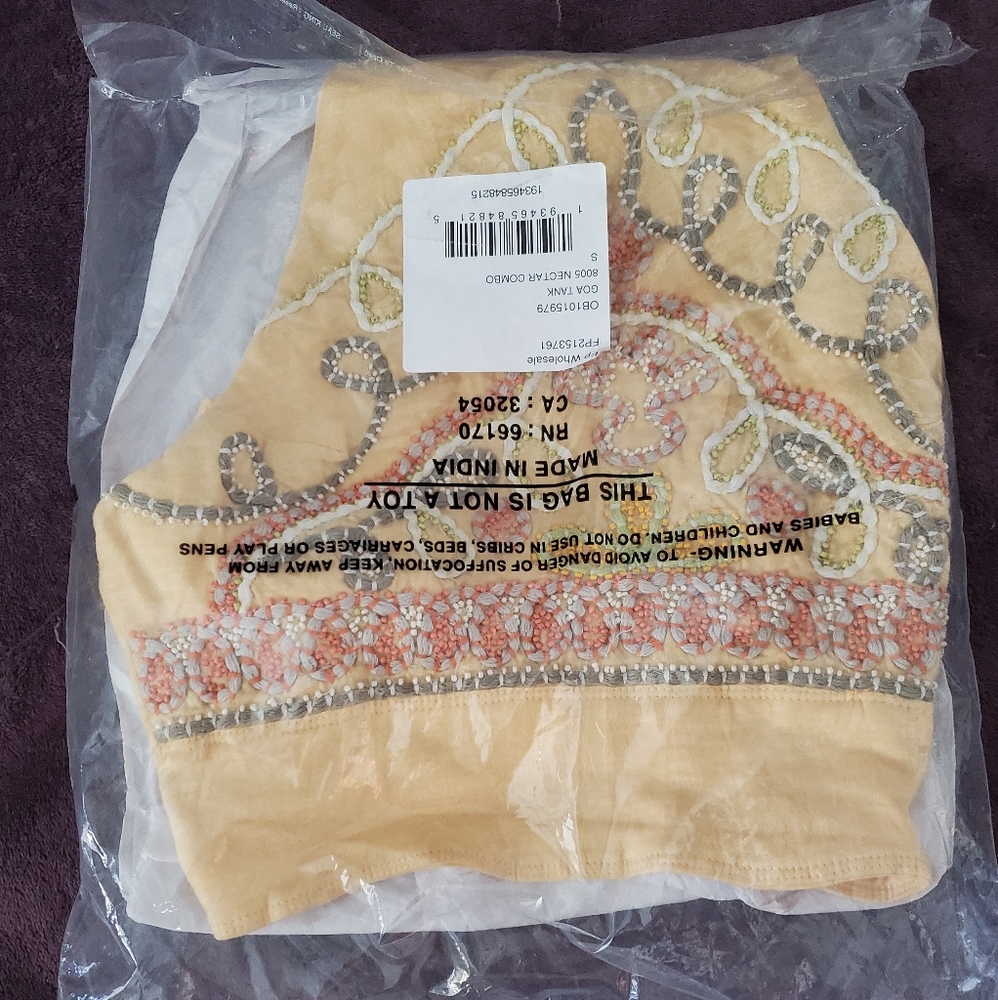 WARNING- TO AVOID DANGER OF SUFFOCATION, KEEP AWAY FROM
BABIES AND CHILDREN. DO NOT USE IN CRIBS, BEDS, CARRIAGES OR PLAY PENS
THIS BAG IS NOT A TOY
MADE IN INDIA
RN : 66170
CA : 32054
Fp Wholesale
FP2153761
OB1015979
GOA TANK
8005 NECTAR COMBO
S
1 93465 84821 5
193465848215
SEAL KING